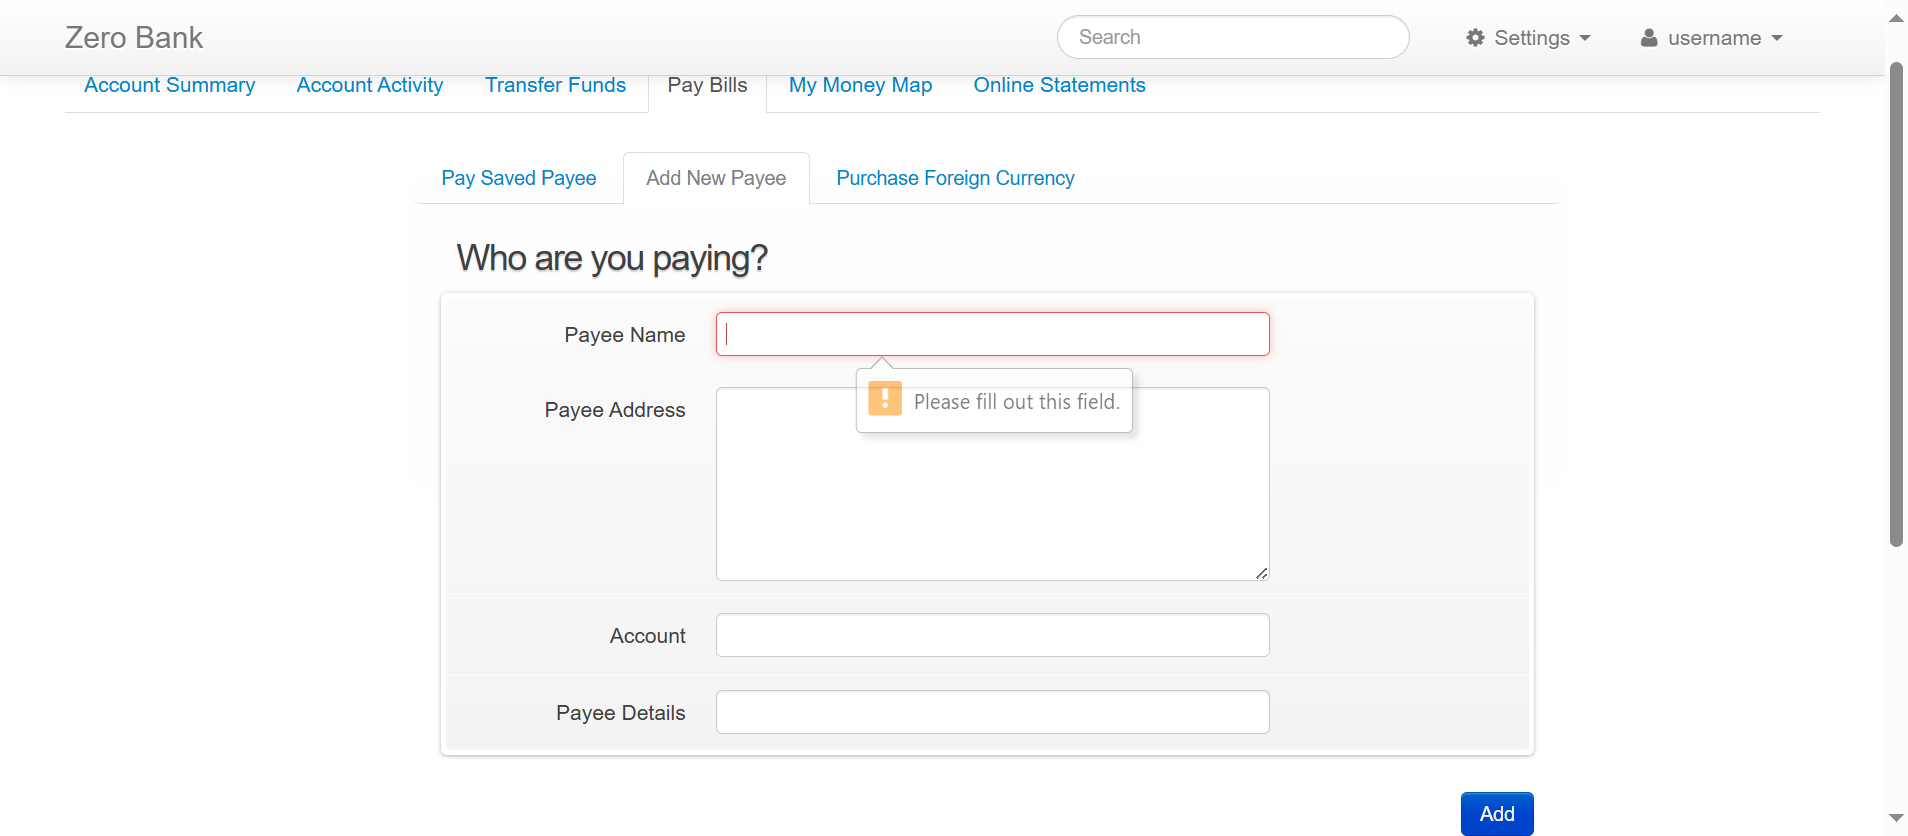 Zero Bank Search Settings username
Account Summary Account Activity Transfer Funds Pay Bills My Money Map Online Statements
Pay Saved Payee Add New Payee Purchase Foreign Currency
Who are you paying?
Payee Name
Please fill out this field.
Payee Address
Account
Payee Details
Add